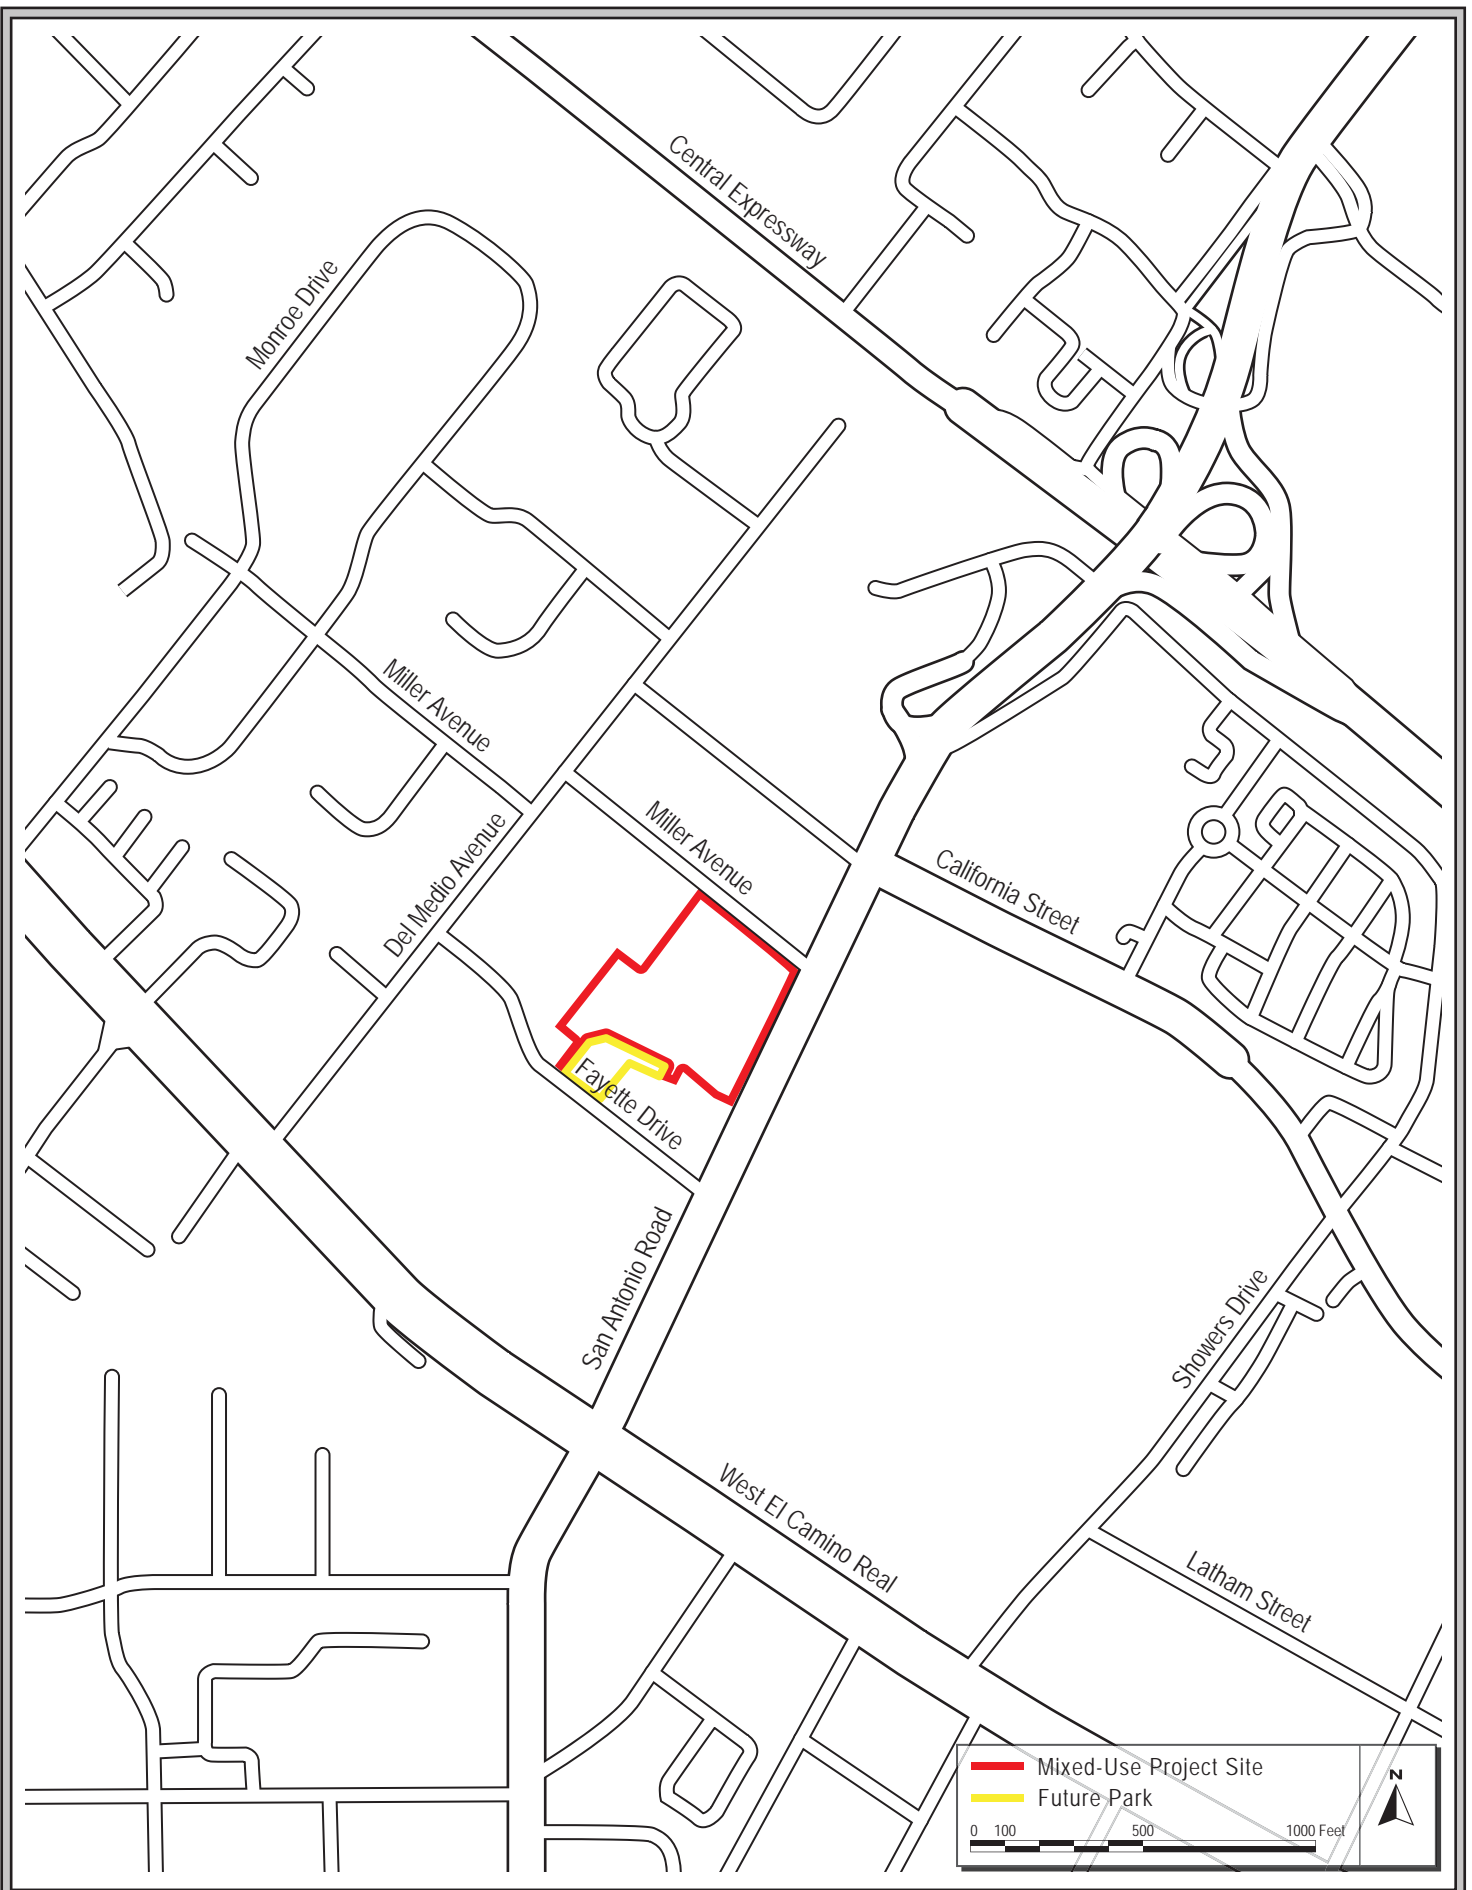 Central Expressway
Monroe Drive
Miller Avenue
Miller Avenue
Del Medio Avenue
California Street
Fayette Drive
San Antonio Road
Showers Drive
West El Camino Real
Latham Street
Mixed-Use Project Site
Future Park
0 100 500 1000 Feet
N